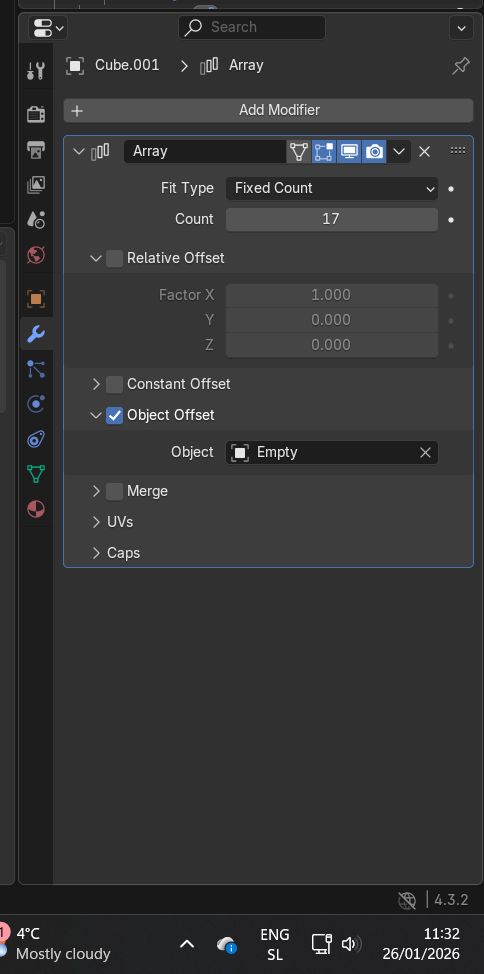 Search
Cube.001 > Array
+ Add Modifier
Array
Fit Type Fixed Count
Count 17
Relative Offset
Factor X 1.000
Y 0.000
Z 0.000
Constant Offset
Object Offset
Object Empty
Merge
UVs
Caps
4.3.2
1 4°C ENG 11:32
Mostly cloudy SL 26/01/2026